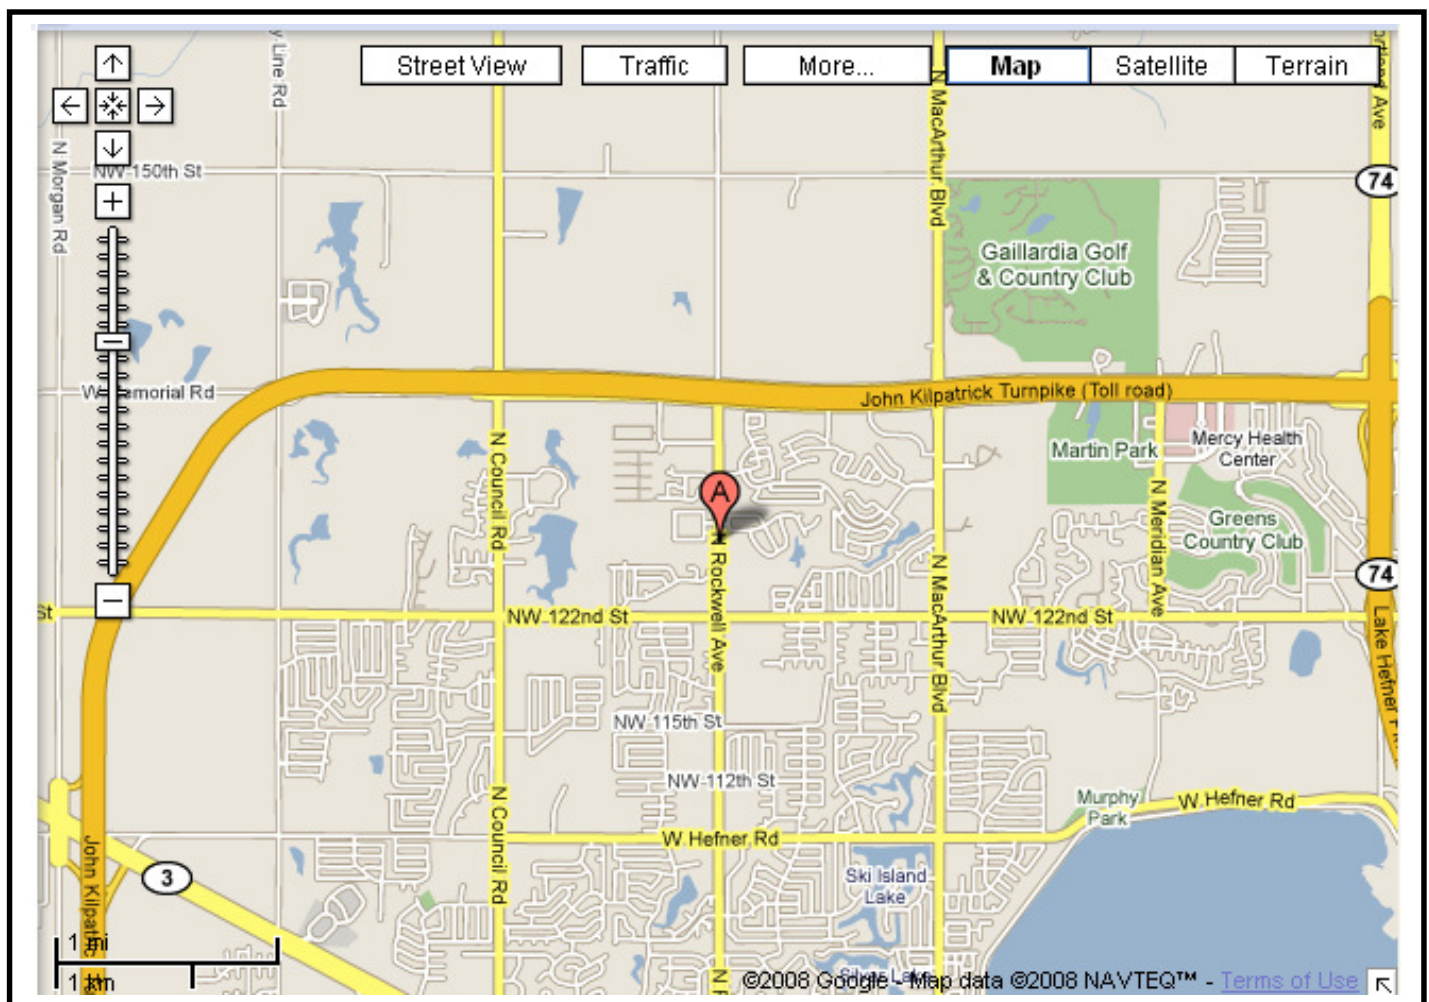 Street View
Traffic
More...
Map
Satellite
Terrain
y Line Rd
N MacArthur Blvd
N Morgan Rd
NW 150th St
74
Gaillardia Golf
& Country Club
John Kilpatrick Turnpike (Toll road)
Martin Park
Mercy Health
Center
N Council Rd
A
N Rockwell Ave
N MacArthur Blvd
N Meridian Ave
Greens
Country Club
74
St
NW 122nd St
NW 122nd St
Lake Hefner
NW 115th St
NW 112th St
N Council Rd
Murphy
Park
W Hefner Rd
W Hefner Rd
John Kilpat
3
Ski Island
Lake
1 mi
1 km
©2008 Google - Map data ©2008 NAVTEQ™ - Terms of Use